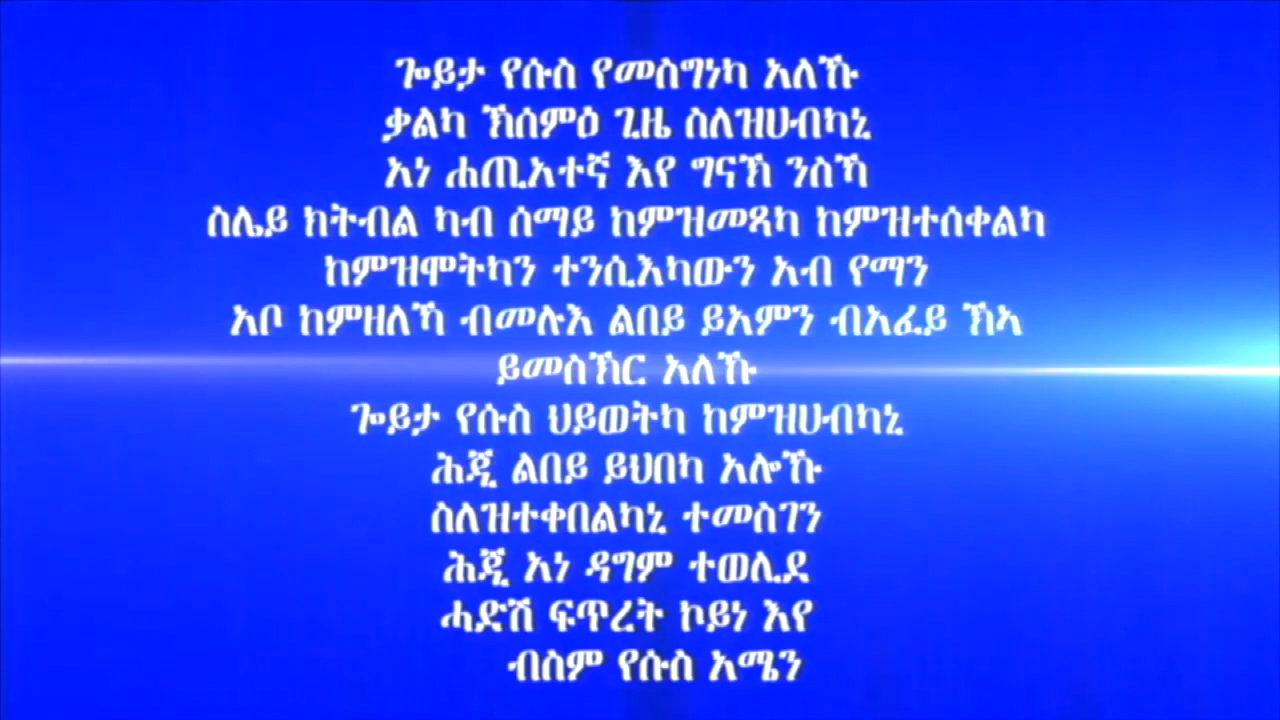 ጐይታ የሱስ የመስግነካ አለኹ
ቃልካ ኽሰምዕ ጊዜ ስለዝሀብካኒ
አነ ሐጢአተኛ እየ ግናኽ ንስኻ
ስሌይ ክትብል ካብ ሰማይ ከምዝመጻካ ከምዝተሰቀልካ
ከምዝሞትካን ተንሲእካውን አብ የማን
አቦ ከምዘለኻ ብመሉእ ልበይ ይአምን ብአፈይ ኽኣ
ይመስኽር አለኹ
ጐይታ የሱስ ህይወትካ ከምዝሀብካኒ
ሕጂ ልበይ ይህበካ አሎኹ
ስለዝተቀበልካኒ ተመስገን
ሕጂ አነ ዳግም ተወሊደ
ሓድሽ ፍጥረት ኮይነ እየ
ብስም የሱስ አሜን